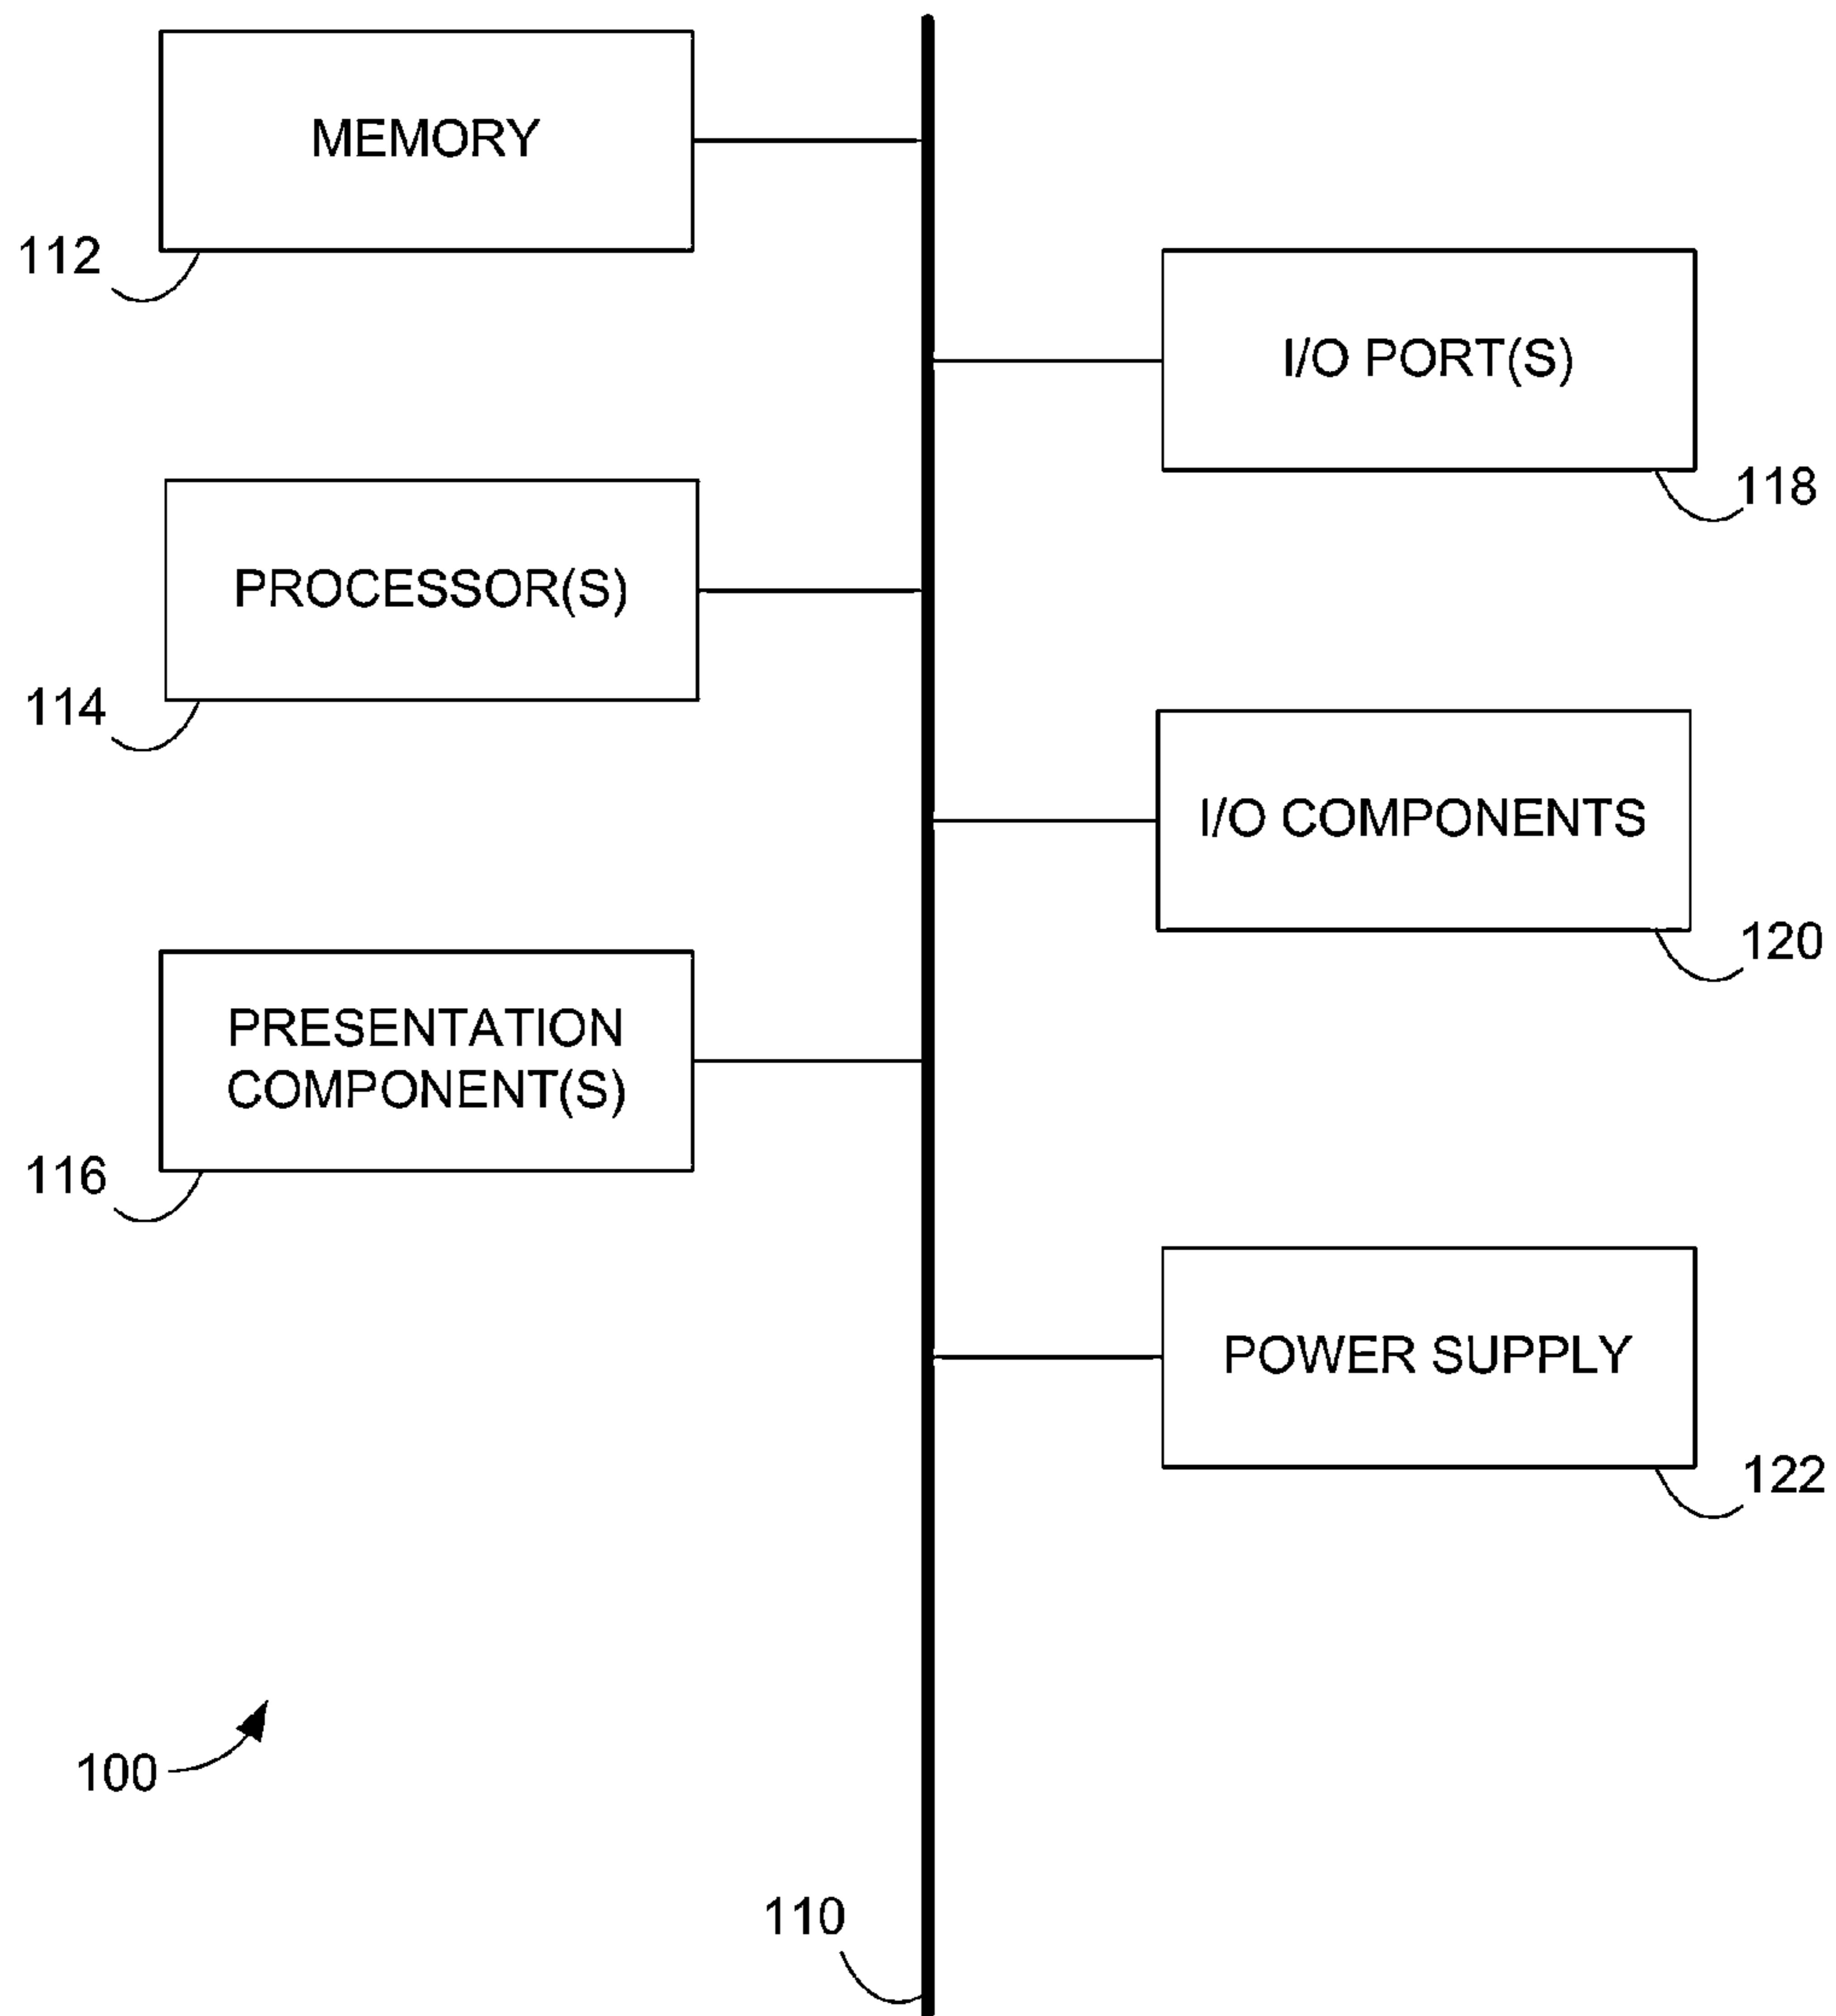 MEMORY
112
I/O PORT(S)
118
PROCESSOR(S)
114
I/O COMPONENTS
120
PRESENTATION
COMPONENT(S)
116
POWER SUPPLY
122
100
110